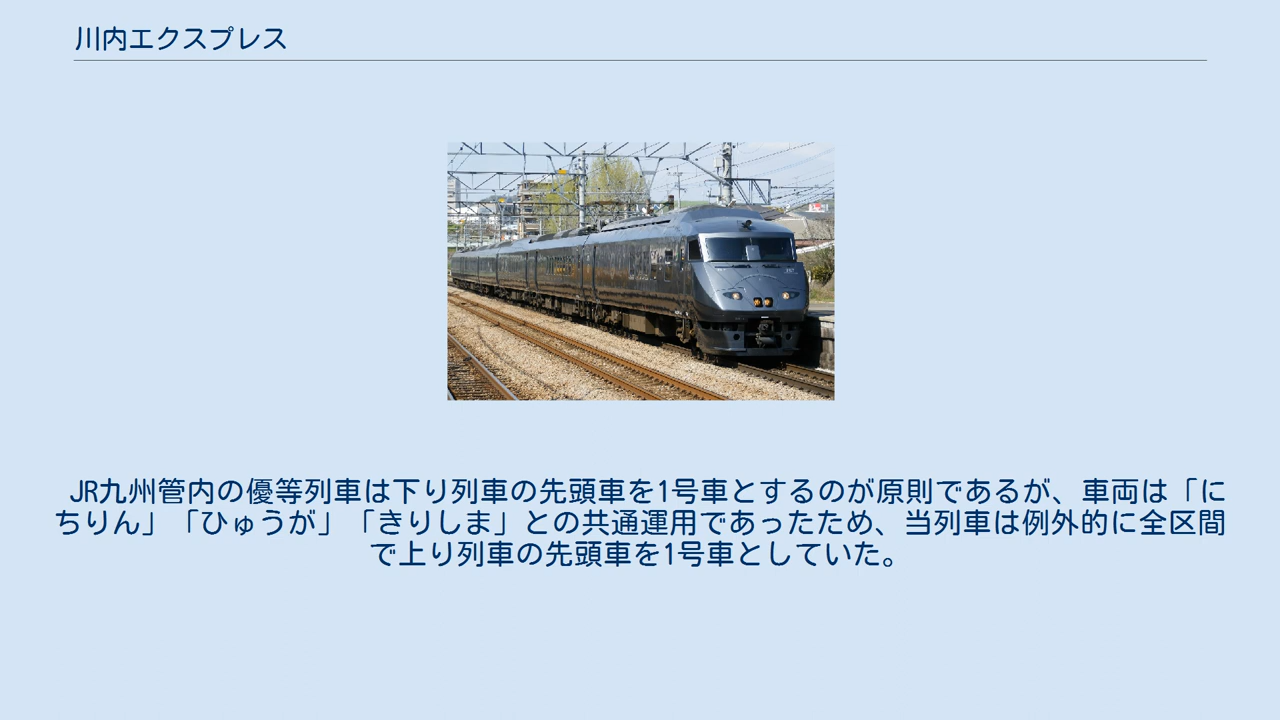 川内エクスプレス
JR九州管内の優等列車は下り列車の先頭車を1号車とするのが原則であるが、車両は「に
ちりん」「ひゅうが」「きりしま」との共通運用であったため、当列車は例外的に全区間
で上り列車の先頭車を1号車としていた。